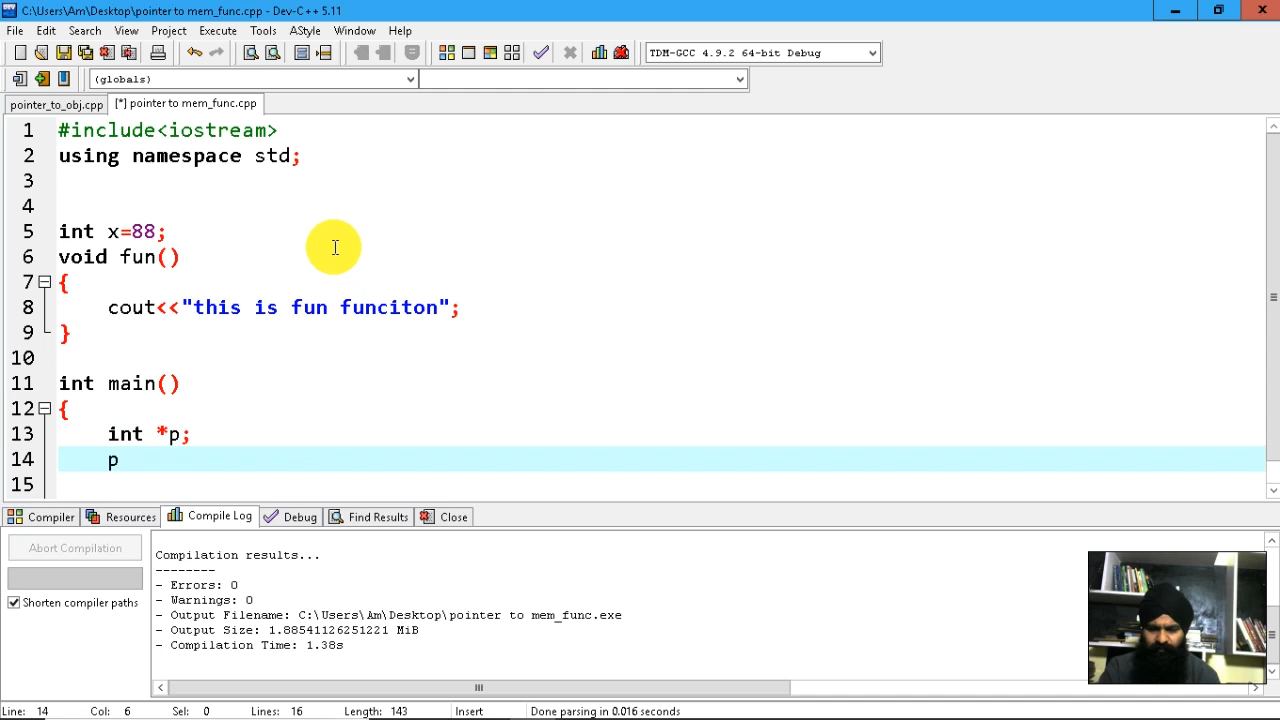 C:\Users\Am\Desktop\pointer to mem_func.cpp - Dev-C++ 5.11
File Edit Search View Project Execute Tools AStyle Window Help
TDM-GCC 4.9.2 64-bit Debug
(globals)
pointer_to_obj.cpp [*] pointer to mem_func.cpp
1 #include<iostream>
2 using namespace std;
3
4
5 int x=88;
6 void fun()
7 {
8 cout<<"this is fun funciton";
9 }
10
11 int main()
12 {
13 int *p;
14 p
15
Compiler Resources Compile Log Debug Find Results Close
Abort Compilation
Shorten compiler paths
Compilation results...
--------
- Errors: 0
- Warnings: 0
- Output Filename: C:\Users\Am\Desktop\pointer to mem_func.exe
- Output Size: 1.88541126251221 MiB
- Compilation Time: 1.38s
Line: 14 Col: 6 Sel: 0 Lines: 16 Length: 143 Insert Done parsing in 0.016 seconds